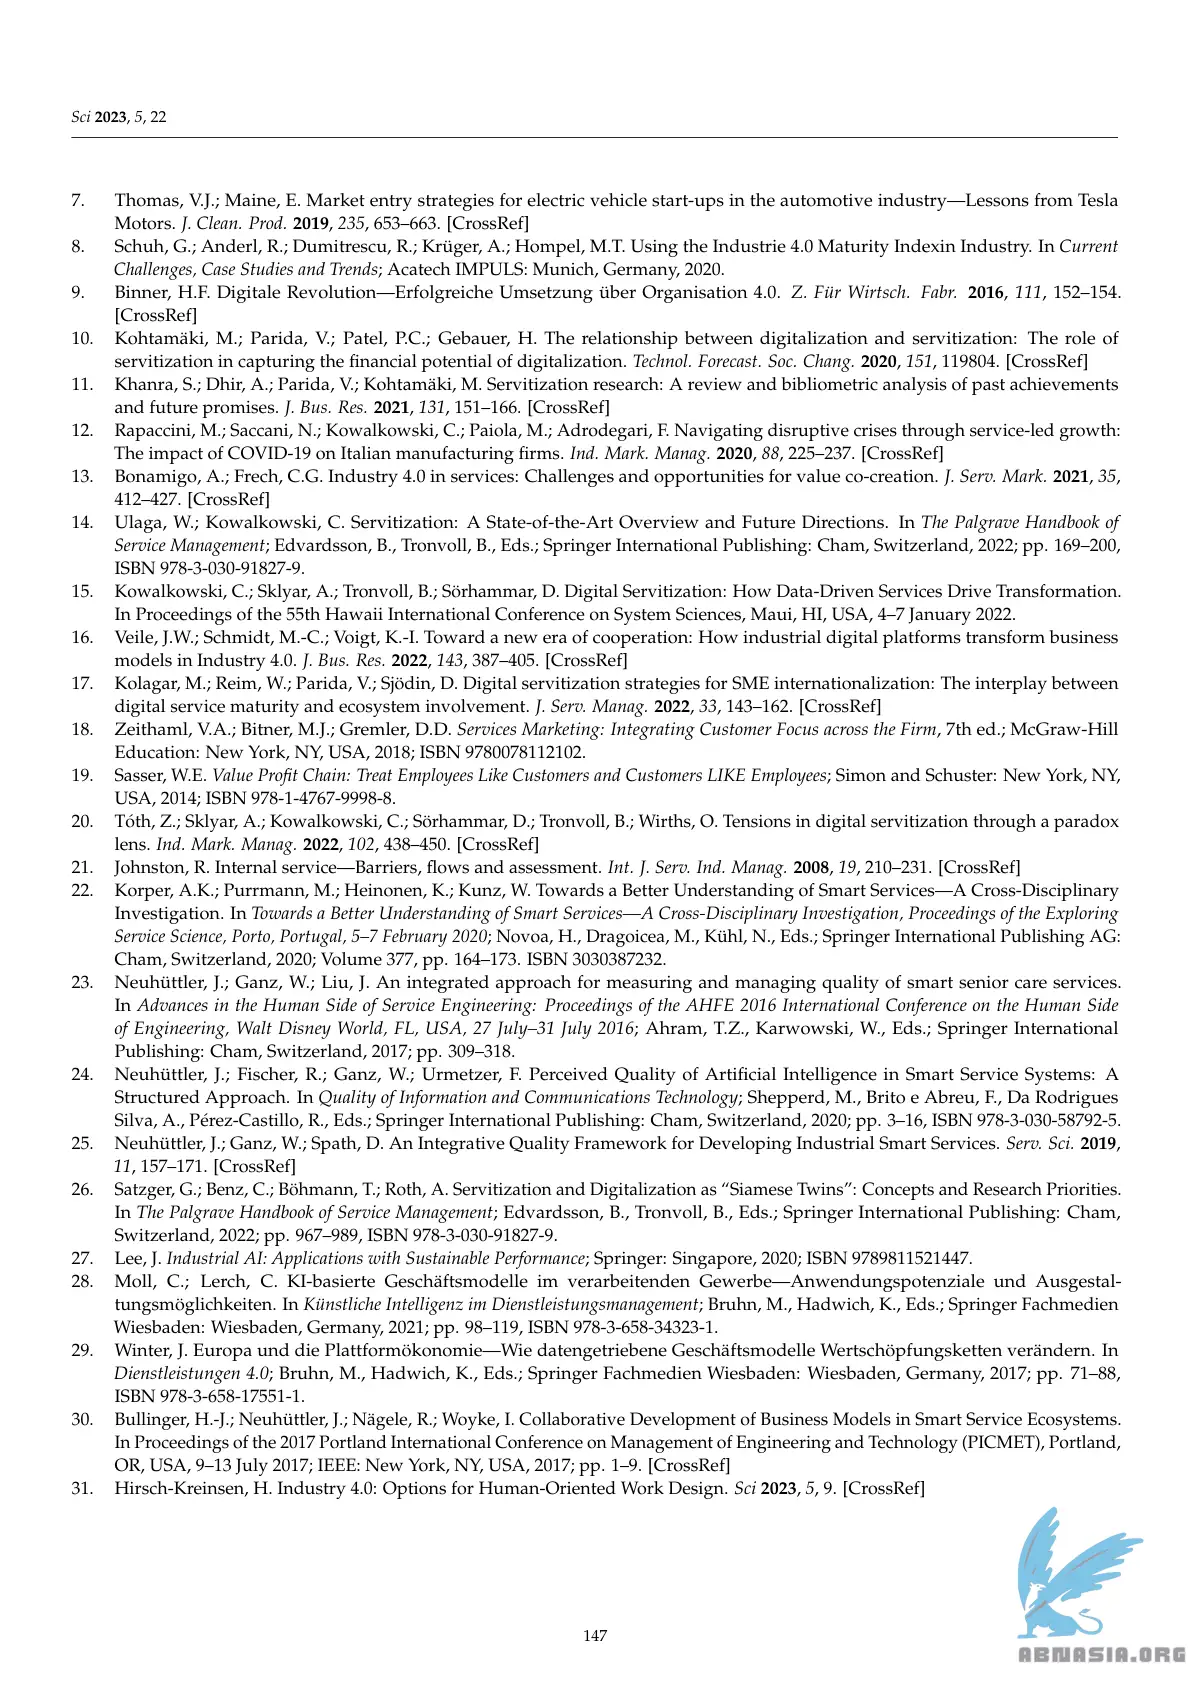 Sci 2023, 5, 22
7. Thomas, V.J.; Maine, E. Market entry strategies for electric vehicle start-ups in the automotive industry—Lessons from Tesla
Motors. J. Clean. Prod. 2019, 235, 653–663. [CrossRef]
8. Schuh, G.; Anderl, R.; Dumitrescu, R.; Krüger, A.; Hompel, M.T. Using the Industrie 4.0 Maturity Indexin Industry. In Current
Challenges, Case Studies and Trends; Acatech IMPULS: Munich, Germany, 2020.
9. Binner, H.F. Digitale Revolution—Erfolgreiche Umsetzung über Organisation 4.0. Z. Für Wirtsch. Fabr. 2016, 111, 152–154.
[CrossRef]
10. Kohtamäki, M.; Parida, V.; Patel, P.C.; Gebauer, H. The relationship between digitalization and servitization: The role of
servitization in capturing the financial potential of digitalization. Technol. Forecast. Soc. Chang. 2020, 151, 119804. [CrossRef]
11. Khanra, S.; Dhir, A.; Parida, V.; Kohtamäki, M. Servitization research: A review and bibliometric analysis of past achievements
and future promises. J. Bus. Res. 2021, 131, 151–166. [CrossRef]
12. Rapaccini, M.; Saccani, N.; Kowalkowski, C.; Paiola, M.; Adrodegari, F. Navigating disruptive crises through service-led growth:
The impact of COVID-19 on Italian manufacturing firms. Ind. Mark. Manag. 2020, 88, 225–237. [CrossRef]
13. Bonamigo, A.; Frech, C.G. Industry 4.0 in services: Challenges and opportunities for value co-creation. J. Serv. Mark. 2021, 35,
412–427. [CrossRef]
14. Ulaga, W.; Kowalkowski, C. Servitization: A State-of-the-Art Overview and Future Directions. In The Palgrave Handbook of
Service Management; Edvardsson, B., Tronvoll, B., Eds.; Springer International Publishing: Cham, Switzerland, 2022; pp. 169–200,
ISBN 978-3-030-91827-9.
15. Kowalkowski, C.; Sklyar, A.; Tronvoll, B.; Sörhammar, D. Digital Servitization: How Data-Driven Services Drive Transformation.
In Proceedings of the 55th Hawaii International Conference on System Sciences, Maui, HI, USA, 4–7 January 2022.
16. Veile, J.W.; Schmidt, M.-C.; Voigt, K.-I. Toward a new era of cooperation: How industrial digital platforms transform business
models in Industry 4.0. J. Bus. Res. 2022, 143, 387–405. [CrossRef]
17. Kolagar, M.; Reim, W.; Parida, V.; Sjödin, D. Digital servitization strategies for SME internationalization: The interplay between
digital service maturity and ecosystem involvement. J. Serv. Manag. 2022, 33, 143–162. [CrossRef]
18. Zeithaml, V.A.; Bitner, M.J.; Gremler, D.D. Services Marketing: Integrating Customer Focus across the Firm, 7th ed.; McGraw-Hill
Education: New York, NY, USA, 2018; ISBN 9780078112102.
19. Sasser, W.E. Value Profit Chain: Treat Employees Like Customers and Customers LIKE Employees; Simon and Schuster: New York, NY,
USA, 2014; ISBN 978-1-4767-9998-8.
20. Tóth, Z.; Sklyar, A.; Kowalkowski, C.; Sörhammar, D.; Tronvoll, B.; Wirths, O. Tensions in digital servitization through a paradox
lens. Ind. Mark. Manag. 2022, 102, 438–450. [CrossRef]
21. Johnston, R. Internal service—Barriers, flows and assessment. Int. J. Serv. Ind. Manag. 2008, 19, 210–231. [CrossRef]
22. Korper, A.K.; Purrmann, M.; Heinonen, K.; Kunz, W. Towards a Better Understanding of Smart Services—A Cross-Disciplinary
Investigation. In Towards a Better Understanding of Smart Services—A Cross-Disciplinary Investigation, Proceedings of the Exploring
Service Science, Porto, Portugal, 5–7 February 2020; Novoa, H., Dragoicea, M., Kühl, N., Eds.; Springer International Publishing AG:
Cham, Switzerland, 2020; Volume 377, pp. 164–173. ISBN 3030387232.
23. Neuhüttler, J.; Ganz, W.; Liu, J. An integrated approach for measuring and managing quality of smart senior care services.
In Advances in the Human Side of Service Engineering: Proceedings of the AHFE 2016 International Conference on the Human Side
of Engineering, Walt Disney World, FL, USA, 27 July–31 July 2016; Ahram, T.Z., Karwowski, W., Eds.; Springer International
Publishing: Cham, Switzerland, 2017; pp. 309–318.
24. Neuhüttler, J.; Fischer, R.; Ganz, W.; Urmetzer, F. Perceived Quality of Artificial Intelligence in Smart Service Systems: A
Structured Approach. In Quality of Information and Communications Technology; Shepperd, M., Brito e Abreu, F., Da Rodrigues
Silva, A., Pérez-Castillo, R., Eds.; Springer International Publishing: Cham, Switzerland, 2020; pp. 3–16, ISBN 978-3-030-58792-5.
25. Neuhüttler, J.; Ganz, W.; Spath, D. An Integrative Quality Framework for Developing Industrial Smart Services. Serv. Sci. 2019,
11, 157–171. [CrossRef]
26. Satzger, G.; Benz, C.; Böhmann, T.; Roth, A. Servitization and Digitalization as “Siamese Twins”: Concepts and Research Priorities.
In The Palgrave Handbook of Service Management; Edvardsson, B., Tronvoll, B., Eds.; Springer International Publishing: Cham,
Switzerland, 2022; pp. 967–989, ISBN 978-3-030-91827-9.
27. Lee, J. Industrial AI: Applications with Sustainable Performance; Springer: Singapore, 2020; ISBN 9789811521447.
28. Moll, C.; Lerch, C. KI-basierte Geschäftsmodelle im verarbeitenden Gewerbe—Anwendungspotenziale und Ausgestal-
tungsmöglichkeiten. In Künstliche Intelligenz im Dienstleistungsmanagement; Bruhn, M., Hadwich, K., Eds.; Springer Fachmedien
Wiesbaden: Wiesbaden, Germany, 2021; pp. 98–119, ISBN 978-3-658-34323-1.
29. Winter, J. Europa und die Plattformökonomie—Wie datengetriebene Geschäftsmodelle Wertschöpfungsketten verändern. In
Dienstleistungen 4.0; Bruhn, M., Hadwich, K., Eds.; Springer Fachmedien Wiesbaden: Wiesbaden, Germany, 2017; pp. 71–88,
ISBN 978-3-658-17551-1.
30. Bullinger, H.-J.; Neuhüttler, J.; Nägele, R.; Woyke, I. Collaborative Development of Business Models in Smart Service Ecosystems.
In Proceedings of the 2017 Portland International Conference on Management of Engineering and Technology (PICMET), Portland,
OR, USA, 9–13 July 2017; IEEE: New York, NY, USA, 2017; pp. 1–9. [CrossRef]
31. Hirsch-Kreinsen, H. Industry 4.0: Options for Human-Oriented Work Design. Sci 2023, 5, 9. [CrossRef]
147
ABNASIA.ORG